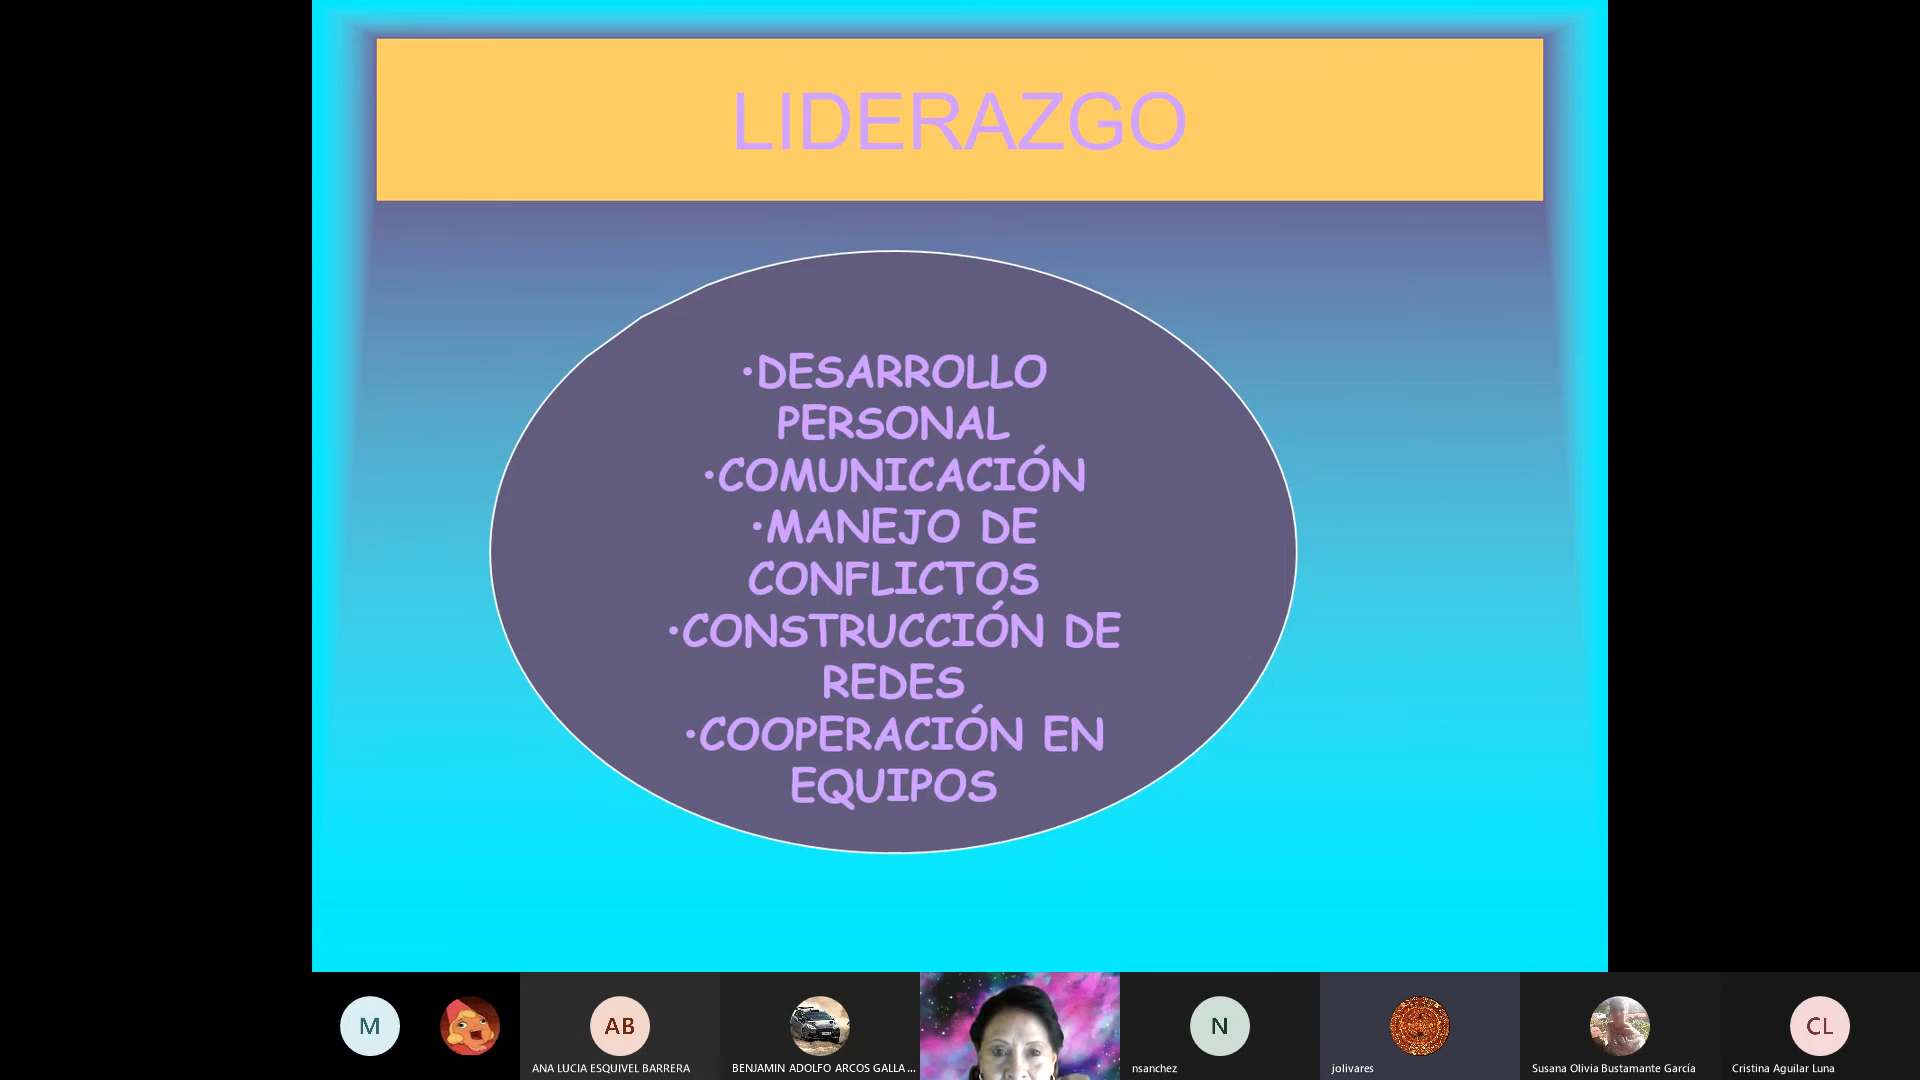 LIDERAZGO
•DESARROLLO
PERSONAL
•COMUNICACIÓN
•MANEJO DE
CONFLICTOS
•CONSTRUCCIÓN DE
REDES
•COOPERACIÓN EN
EQUIPOS
M
AB
N
CL
ANA LUCIA ESQUIVEL BARRERA
BENJAMIN ADOLFO ARCOS GALLA ...
nsanchez
jolivares
Susana Olivia Bustamante García
Cristina Aguilar Luna